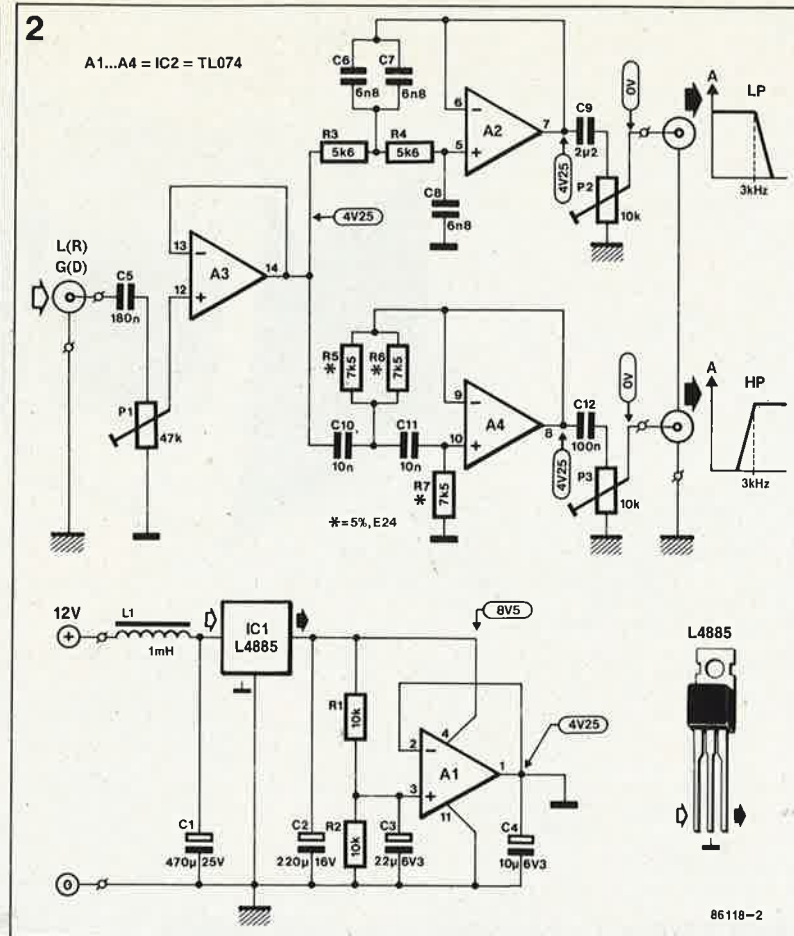 2
A1...A4 = IC2 = TL074
C6
6n8
C7
6n8
R3
5k6
R4
5k6
C8
6n8
6
5
7
A2
C9
2µ2
4V25
0V
P2
10k
A
LP
3kHz
4V25
L(R)
G(D)
C5
180n
P1
47k
13
12
14
A3
R5
*
7k5
R6
*
7k5
C10
10n
C11
10n
R7
*
7k5
9
10
8
A4
C12
100n
4V25
0V
P3
10k
A
HP
3kHz
*=5%, E24
12V
+
L1
1mH
IC1
L4885
8V5
R1
10k
R2
10k
2
3
4
11
1
A1
4V25
L4885
C1
470µ 25V
C2
220µ 16V
C3
22µ 6V3
C4
10µ 6V3
0
86118-2